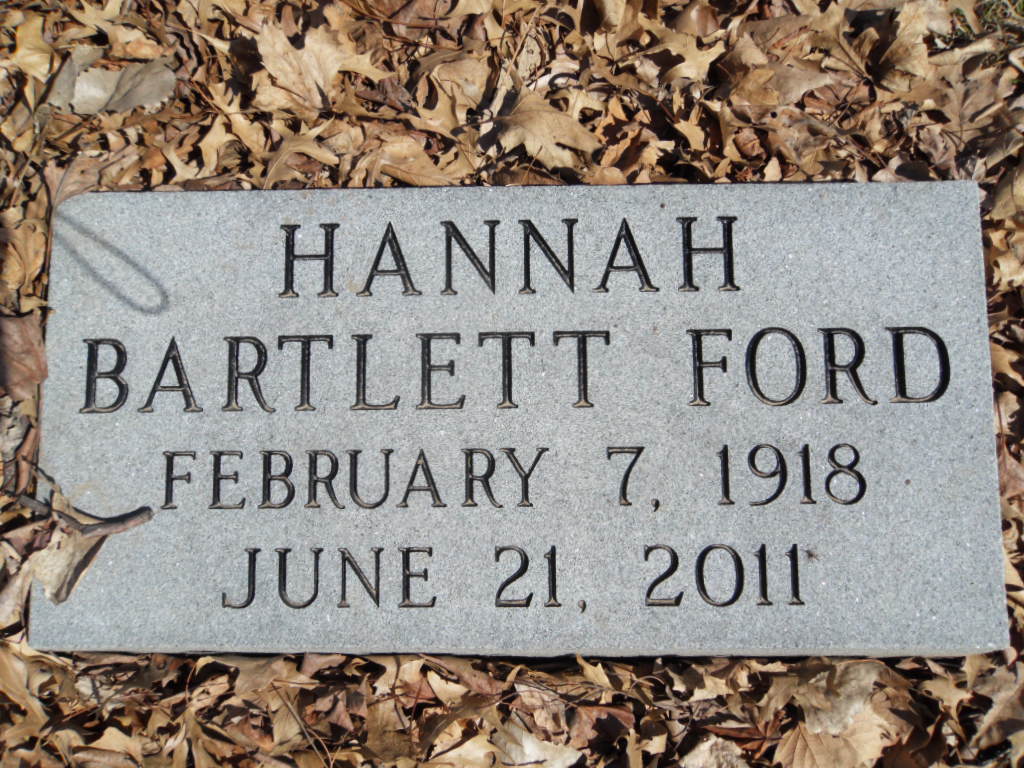 HANNAH
BARTLETT FORD
FEBRUARY 7, 1918
JUNE 21, 2011